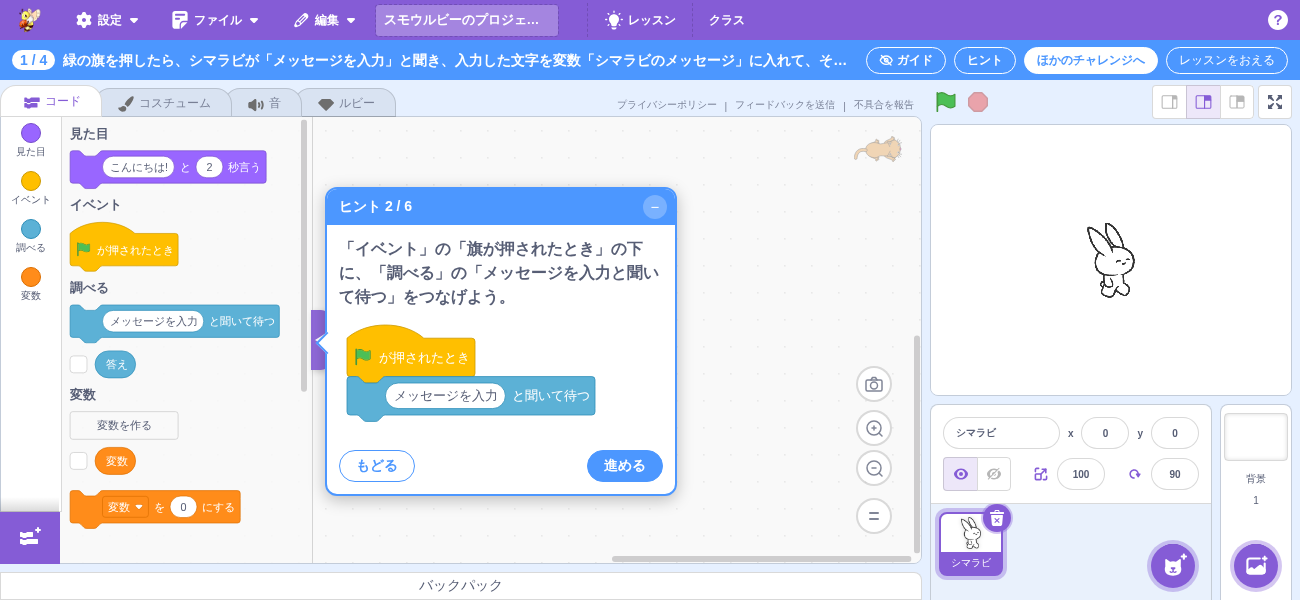 設定
ファイル
編集
スモウルビーのプロジェ…
レッスン
クラス
?
1 / 4
緑の旗を押したら、シマラビが「メッセージを入力」と聞き、入力した文字を変数「シマラビのメッセージ」に入れて、そ...
ガイド
ヒント
ほかのチャレンジへ
レッスンをおえる
コード
コスチューム
音
ルビー
プライバシーポリシー | フィードバックを送信 | 不具合を報告
見た目
イベント
調べる
変数
見た目
こんにちは! と 2 秒言う
イベント
が押されたとき
調べる
メッセージを入力 と聞いて待つ
答え
変数
変数を作る
変数
変数 を 0 にする
ヒント 2 / 6
「イベント」の「旗が押されたとき」の下
に、「調べる」の「メッセージを入力と聞い
て待つ」をつなげよう。
が押されたとき
メッセージを入力 と聞いて待つ
もどる
進める
バックパック
シマラビ x 0 y 0
100 90
シマラビ
背景
1